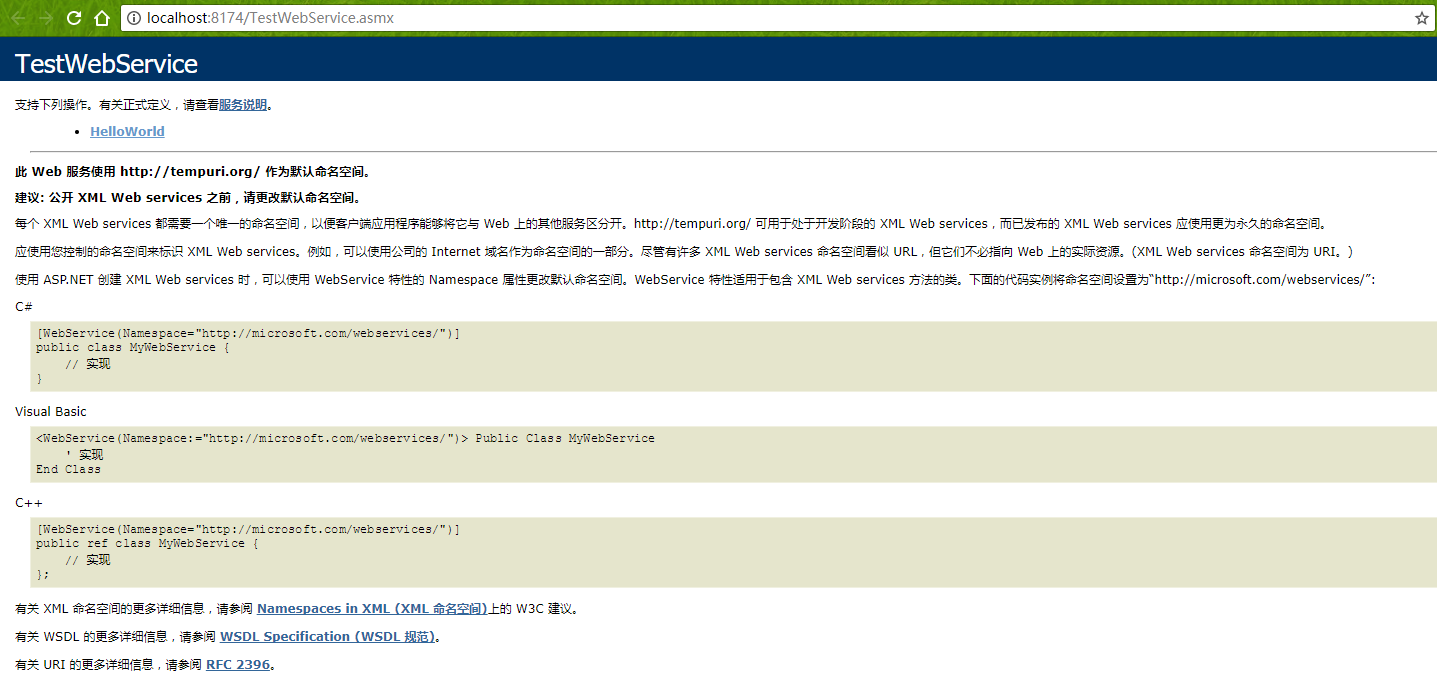 localhost:8174/TestWebService.asmx
TestWebService
支持下列操作。有关正式定义，请查看服务说明。
• HelloWorld
此 Web 服务使用 http://tempuri.org/ 作为默认命名空间。
建议: 公开 XML Web services 之前，请更改默认命名空间。
每个 XML Web services 都需要一个唯一的命名空间，以便客户端应用程序能够将它与 Web 上的其他服务区分开。http://tempuri.org/ 可用于处于开发阶段的 XML Web services，而已发布的 XML Web services 应使用更为永久的命名空间。
应使用您控制的命名空间来标识 XML Web services。例如，可以使用公司的 Internet 域名作为命名空间的一部分。尽管有许多 XML Web services 命名空间看似 URL，但它们不必指向 Web 上的实际资源。(XML Web services 命名空间为 URI。)
使用 ASP.NET 创建 XML Web services 时，可以使用 WebService 特性的 Namespace 属性更改默认命名空间。WebService 特性适用于包含 XML Web services 方法的类。下面的代码实例将命名空间设置为“http://microsoft.com/webservices/”:
C#
[WebService(Namespace="http://microsoft.com/webservices/")]
public class MyWebService {
// 实现
}
Visual Basic
<WebService(Namespace:="http://microsoft.com/webservices/")> Public Class MyWebService
' 实现
End Class
C++
[WebService(Namespace="http://microsoft.com/webservices/")]
public ref class MyWebService {
// 实现
};
有关 XML 命名空间的更多详细信息，请参阅 Namespaces in XML (XML 命名空间)上的 W3C 建议。
有关 WSDL 的更多详细信息，请参阅 WSDL Specification (WSDL 规范)。
有关 URI 的更多详细信息，请参阅 RFC 2396。